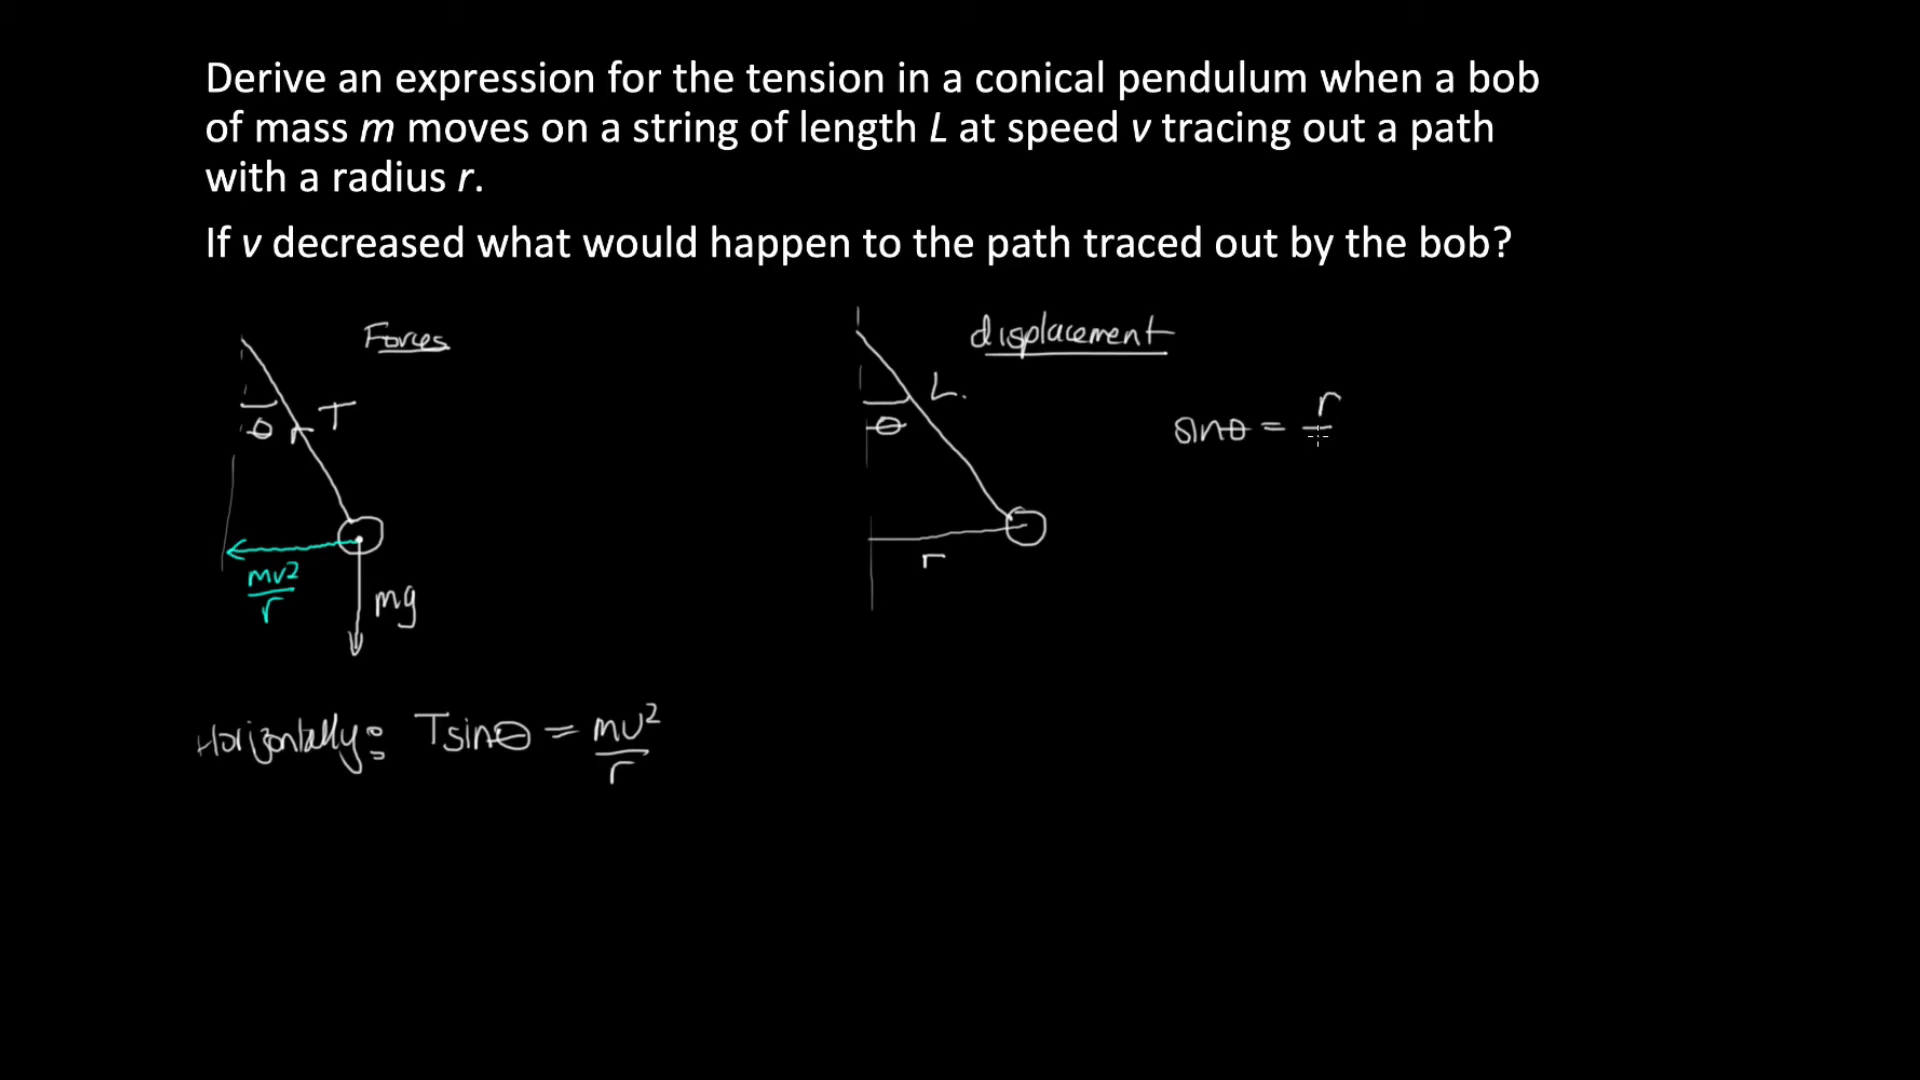 Derive an expression for the tension in a conical pendulum when a bob
of mass m moves on a string of length L at speed v tracing out a path
with a radius r.
If v decreased what would happen to the path traced out by the bob?
Forces
T
θ
mv²
r
mg
displacement
L.
θ
r
sinθ = r
Horizontally: Tsinθ = mv²
r